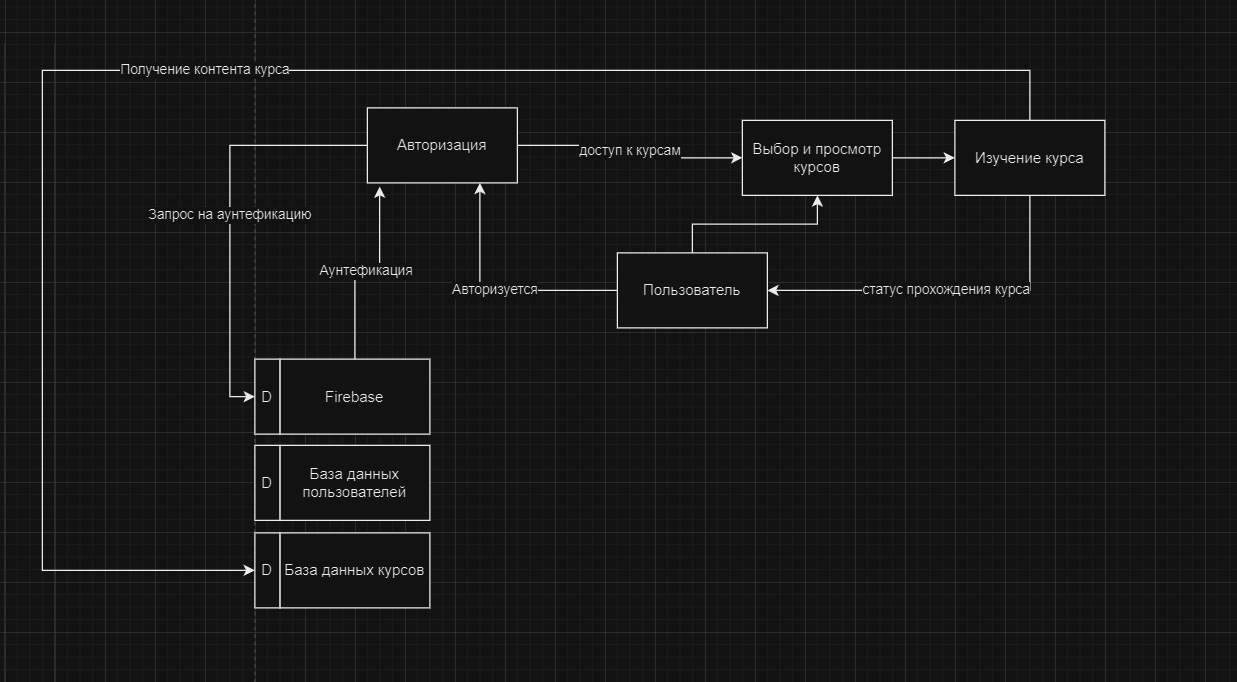 Получение контента курса
Авторизация
доступ к курсам
Выбор и просмотр
курсов
Изучение курса
Запрос на аунтефикацию
Аунтефикация
Авторизуется
Пользователь
статус прохождения курса
D
Firebase
D
База данных
пользователей
D
База данных курсов